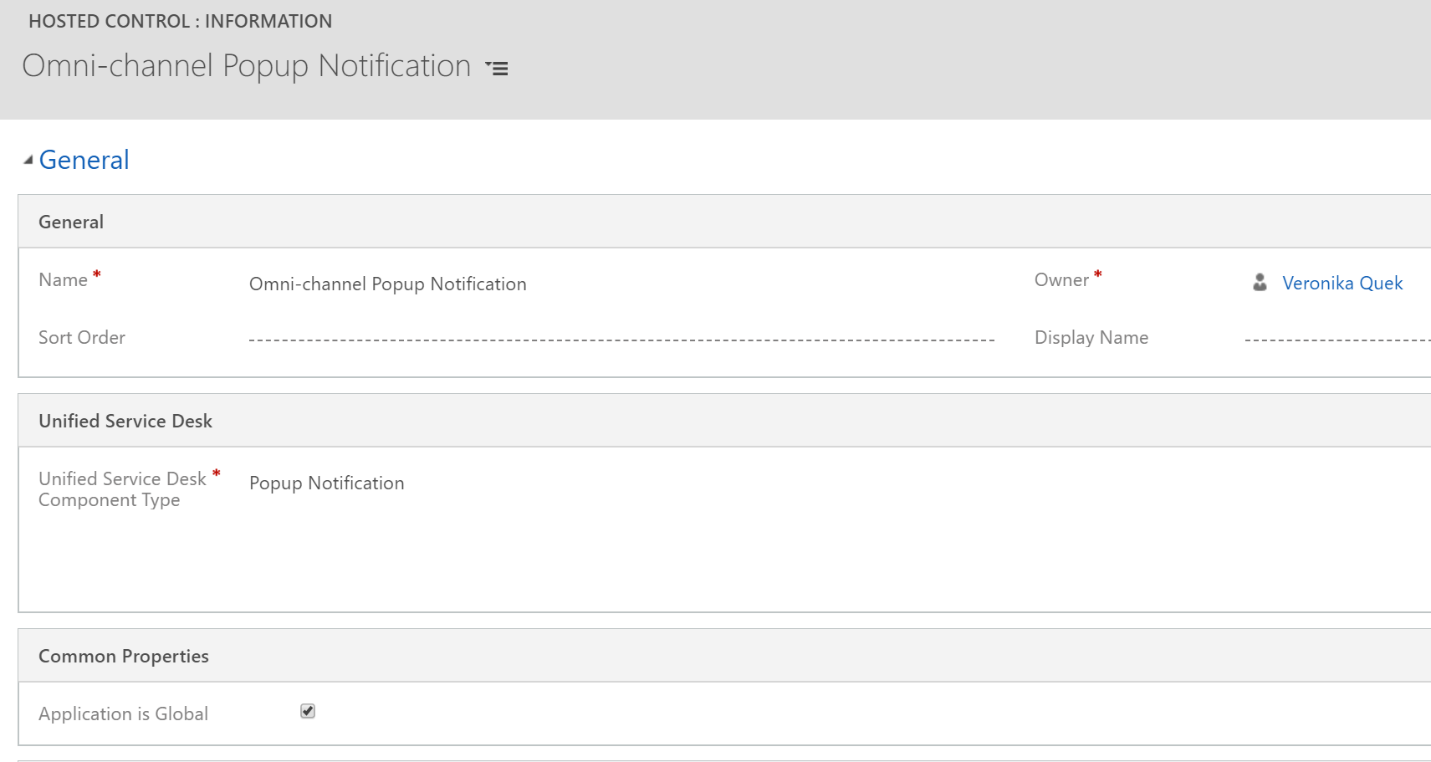 HOSTED CONTROL : INFORMATION
Omni-channel Popup Notification
General
General
Name * Omni-channel Popup Notification Owner * Veronika Quek
Sort Order Display Name
Unified Service Desk
Unified Service Desk * Popup Notification
Component Type
Common Properties
Application is Global